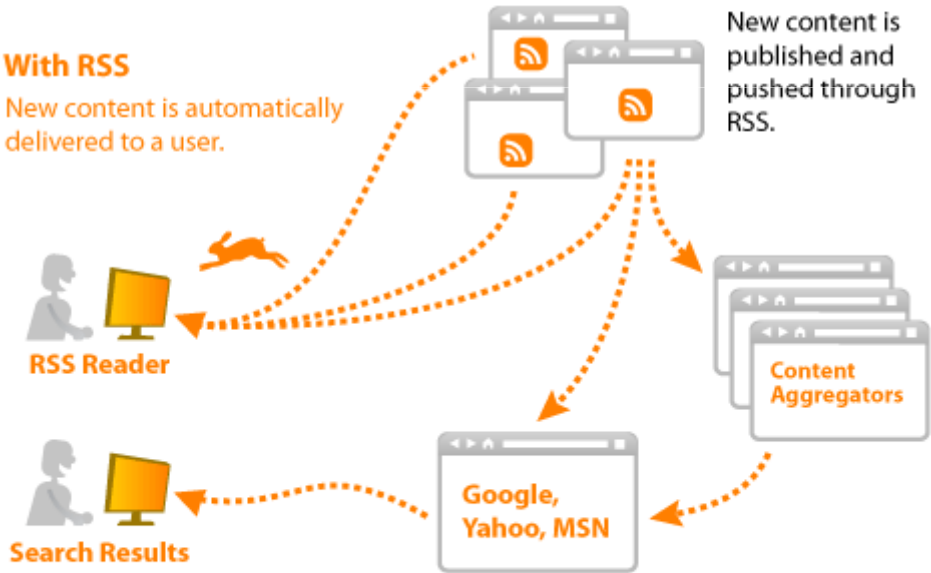 With RSS
New content is automatically
delivered to a user.
New content is
published and
pushed through
RSS.
RSS Reader
Content
Aggregators
Google,
Yahoo, MSN
Search Results